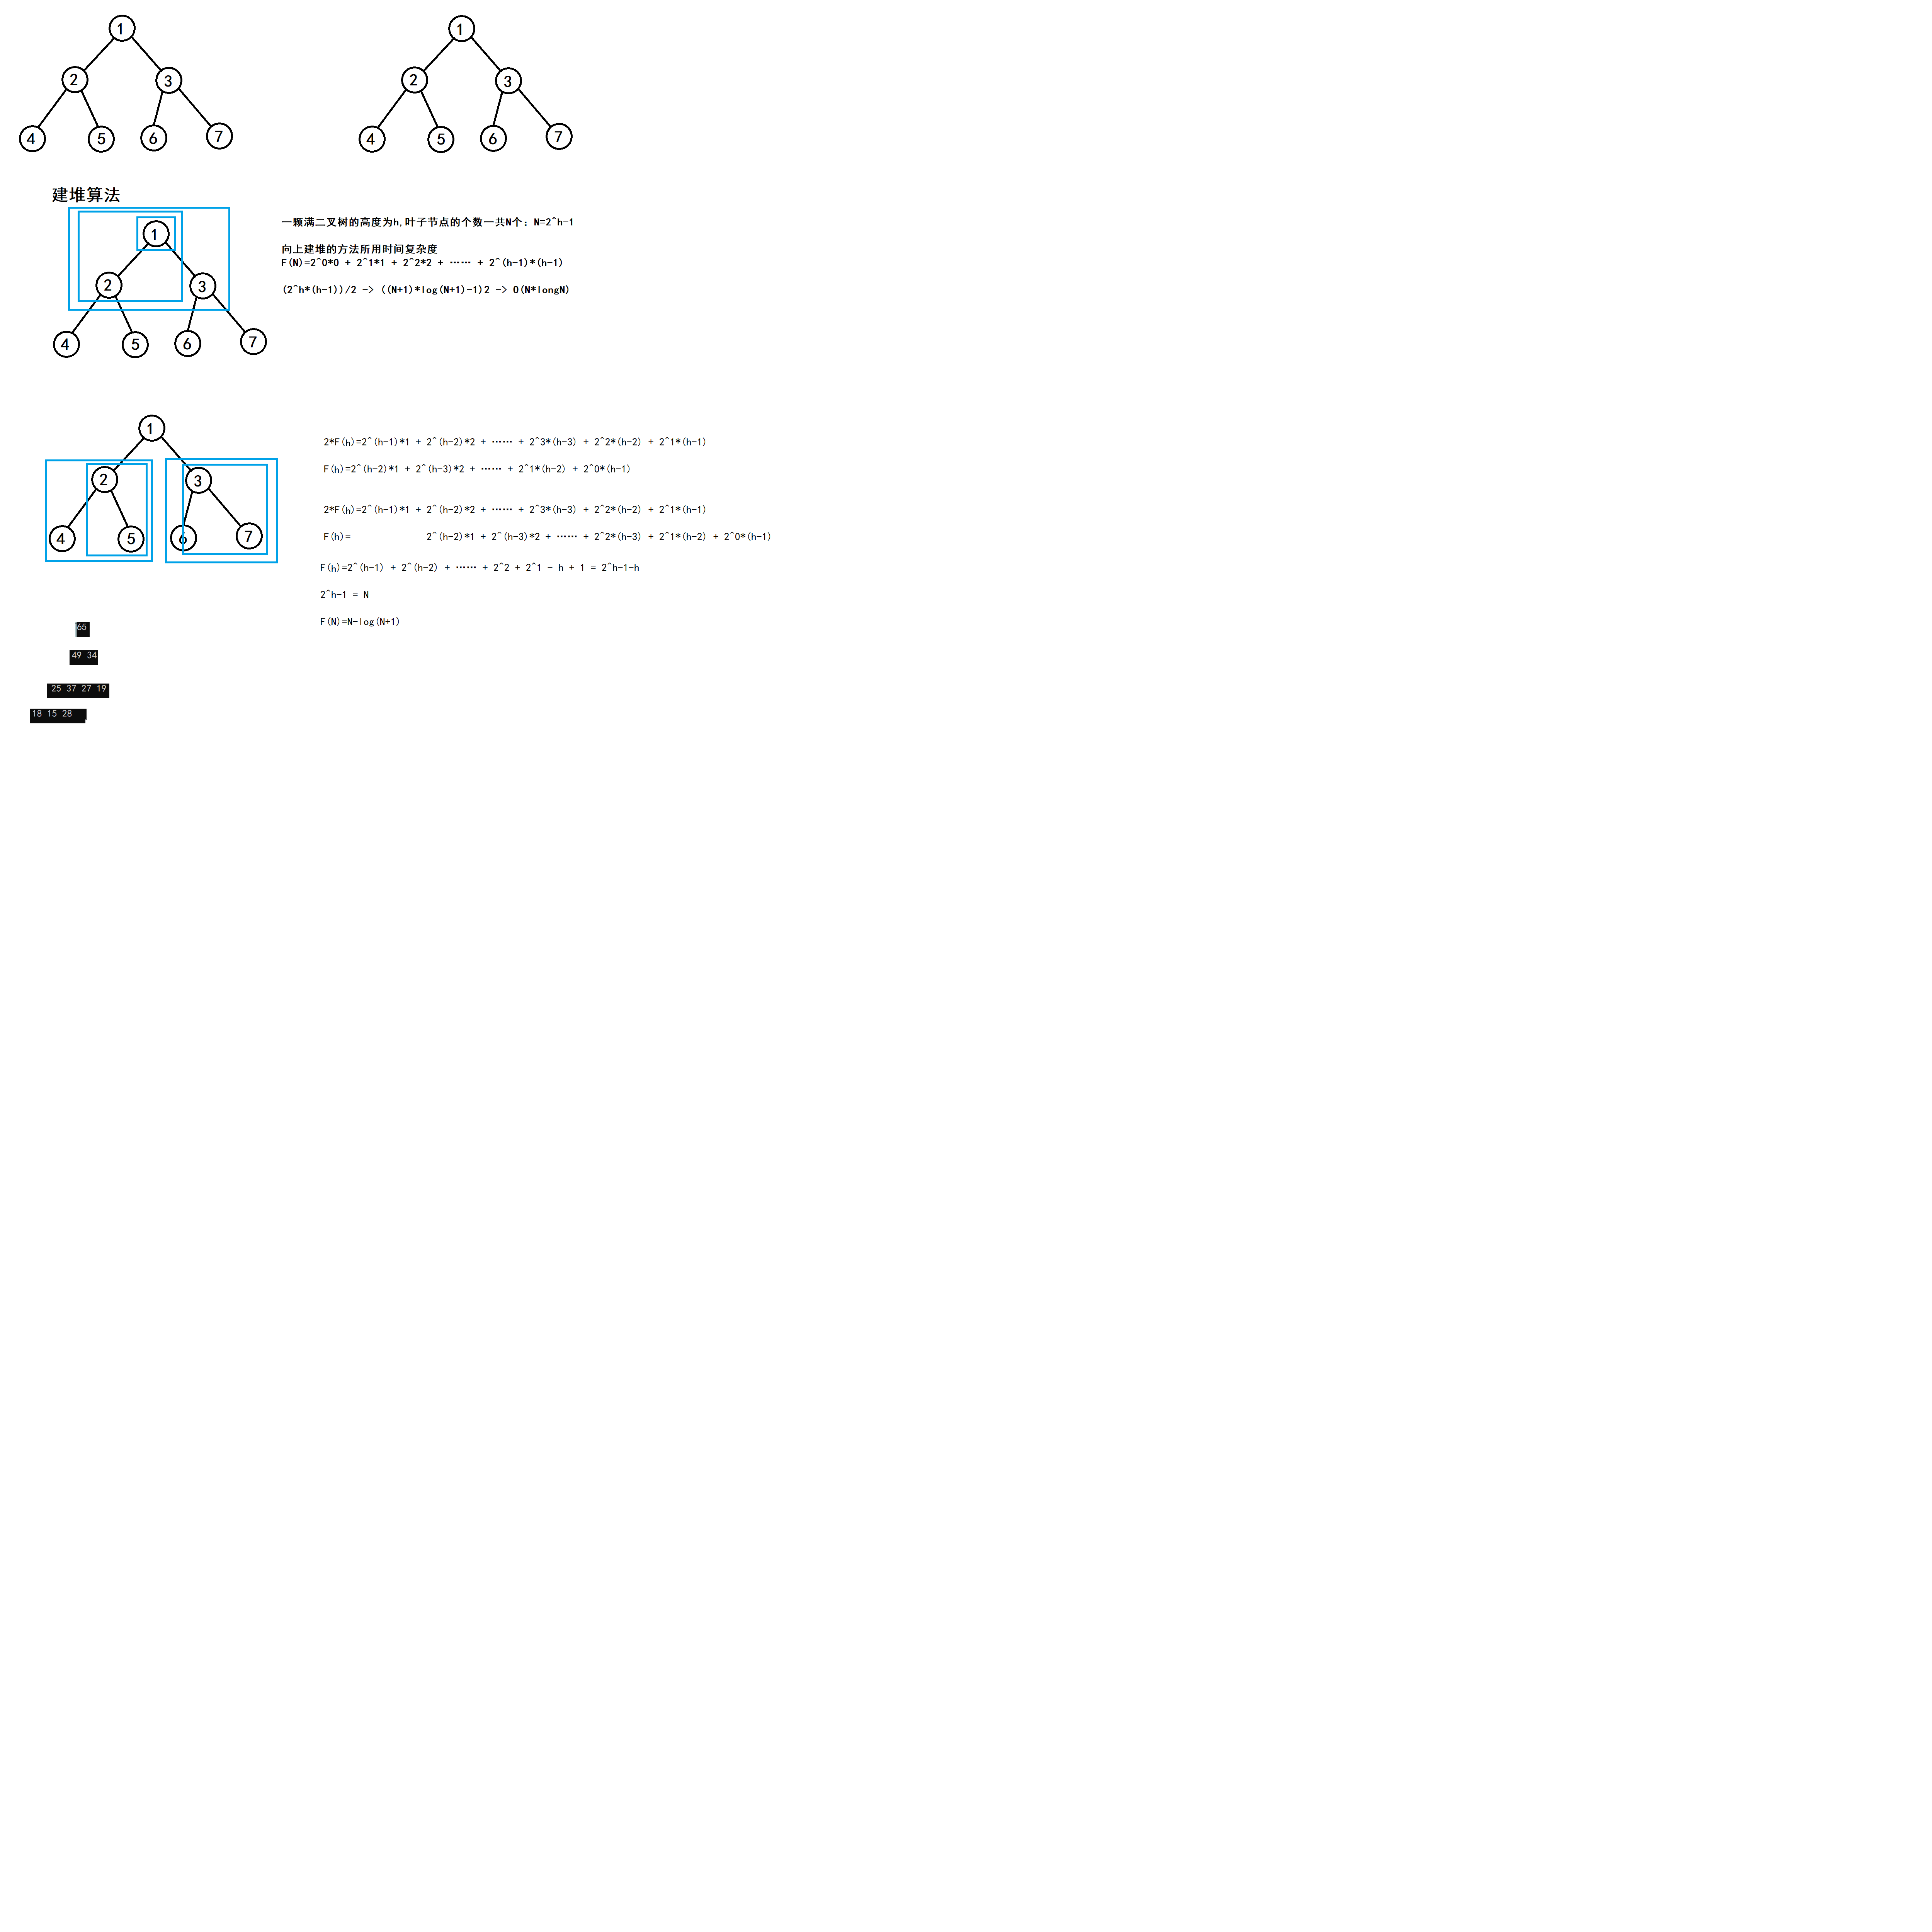 1
2 3
4 5 6 7
1
2 3
4 5 6 7
建堆算法
1
2 3
4 5 6 7
一颗满二叉树的高度为h,叶子节点的个数一共N个: N=2^h-1
向上建堆的方法所用时间复杂度
F(N)=2^0*0 + 2^1*1 + 2^2*2 + …… + 2^(h-1)*(h-1)
(2^h*(h-1))/2 -> ((N+1)*log(N+1)-1)2 -> O(N*longN)
1
2 3
4 5 6 7
2*F(h)=2^(h-1)*1 + 2^(h-2)*2 + …… + 2^3*(h-3) + 2^2*(h-2) + 2^1*(h-1)
F(h)=2^(h-2)*1 + 2^(h-3)*2 + …… + 2^1*(h-2) + 2^0*(h-1)
2*F(h)=2^(h-1)*1 + 2^(h-2)*2 + …… + 2^3*(h-3) + 2^2*(h-2) + 2^1*(h-1)
F(h)= 2^(h-2)*1 + 2^(h-3)*2 + …… + 2^2*(h-3) + 2^1*(h-2) + 2^0*(h-1)
F(h)=2^(h-1) + 2^(h-2) + …… + 2^2 + 2^1 - h + 1 = 2^h-1-h
2^h-1 = N
F(N)=N-log(N+1)
65
49 34
25 37 27 19
18 15 28